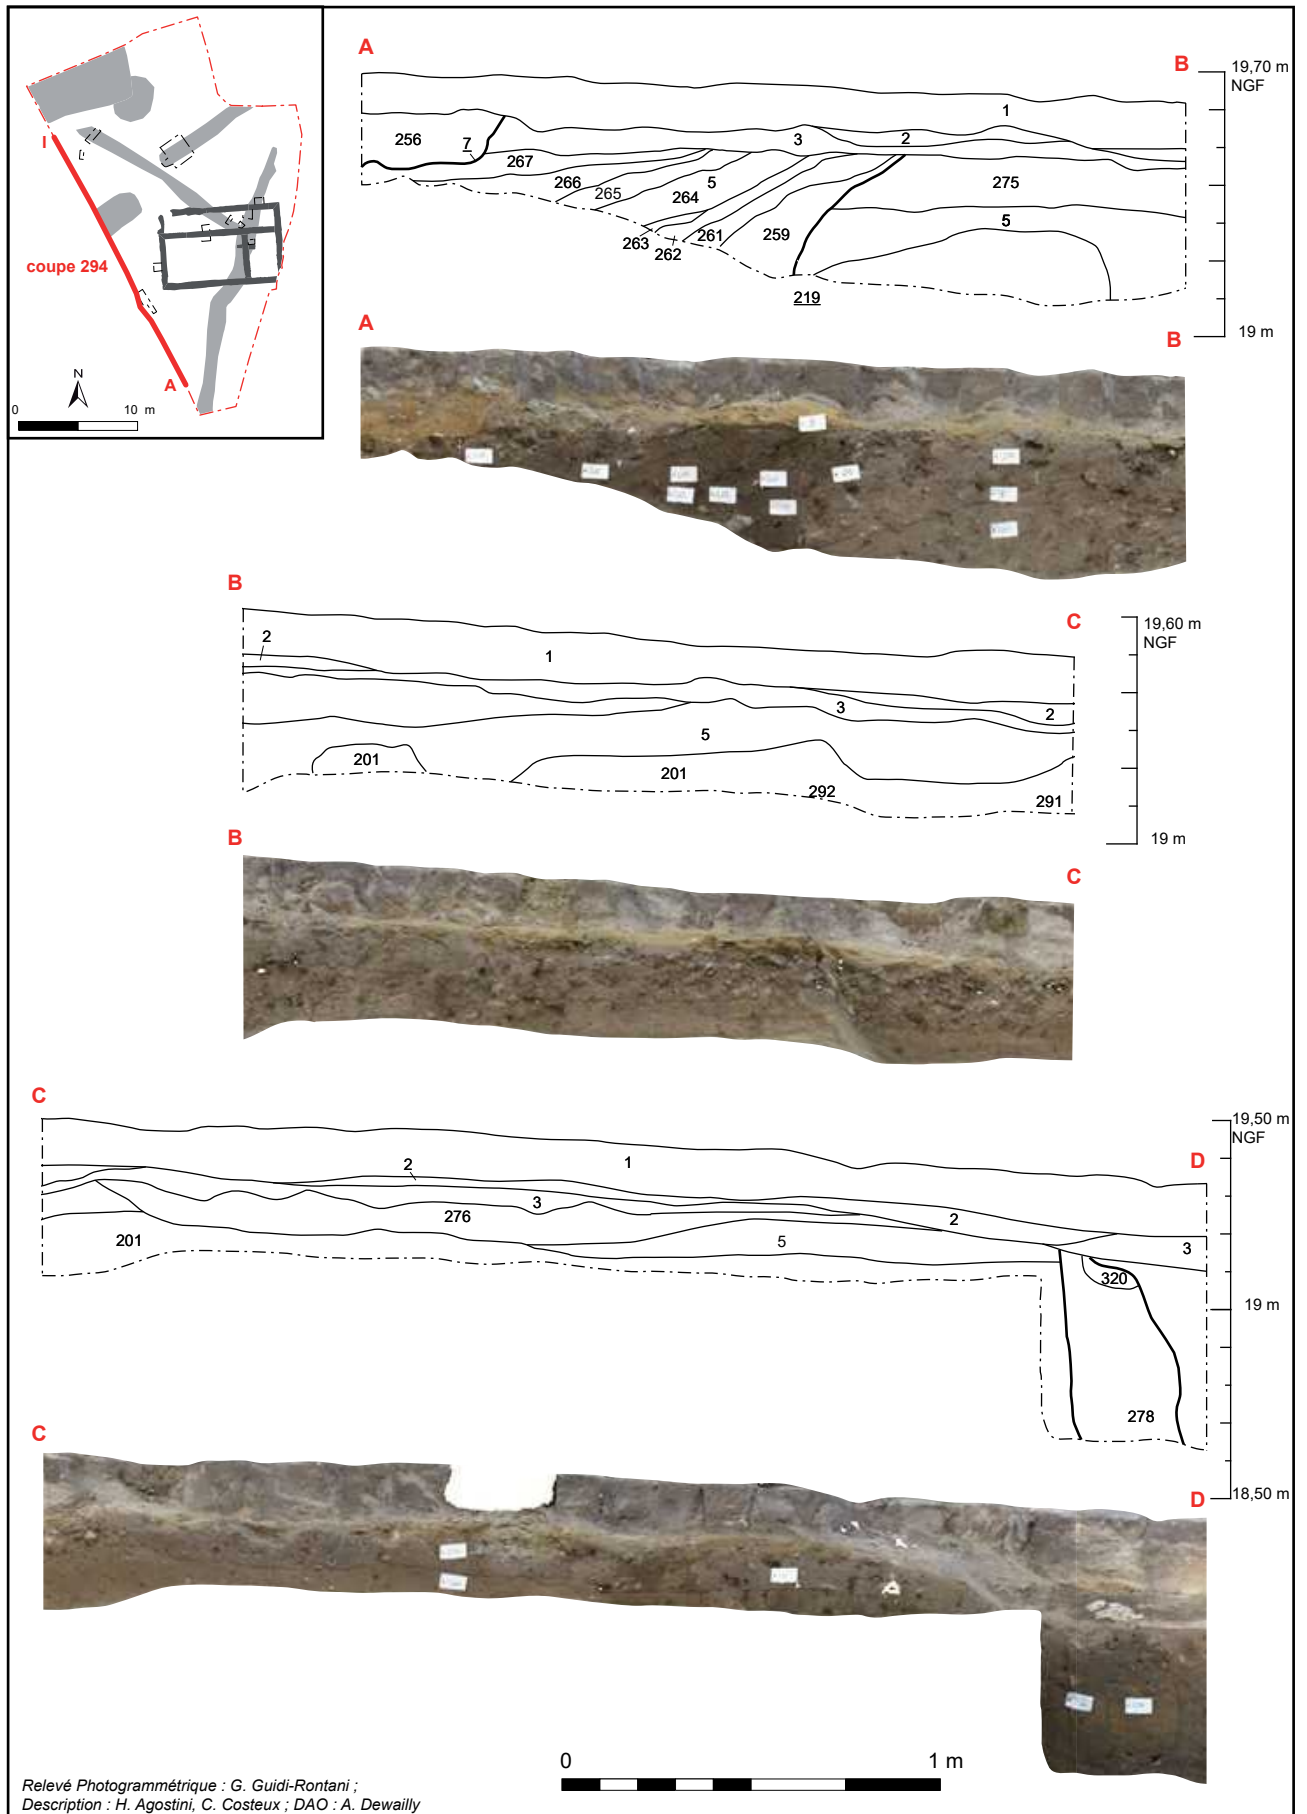 I
coupe 294
A
N
0 10 m
A
B
19,70 m
NGF
1
256
7
3
2
267
266
265
5
264
275
263
262
261
259
5
219
19 m
A
B
B
C
19,60 m
NGF
2
1
3
2
5
201
201
292
291
19 m
B
C
C
19,50 m
NGF
D
2
1
3
276
2
5
3
201
320
19 m
278
C
D
18,50 m
0 1 m
Relevé Photogrammétrique : G. Guidi-Rontani ;
Description : H. Agostini, C. Costeux ; DAO : A. Dewailly